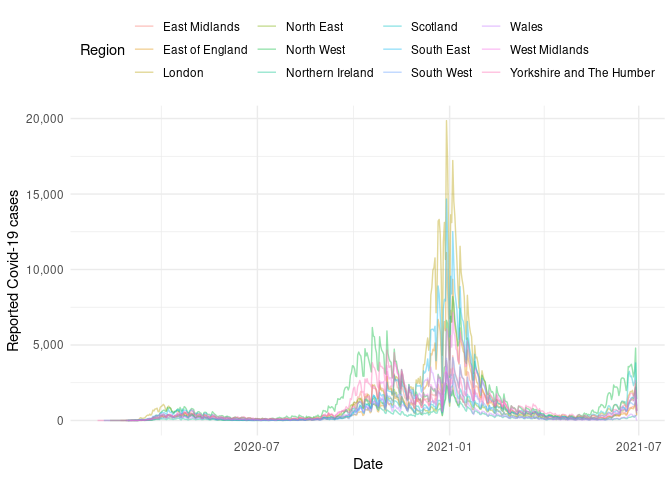 East Midlands North East Scotland Wales
Region East of England North West South East West Midlands
London Northern Ireland South West Yorkshire and The Humber
20,000
15,000
10,000
5,000
0
Reported Covid-19 cases
2020-07 2021-01 2021-07
Date